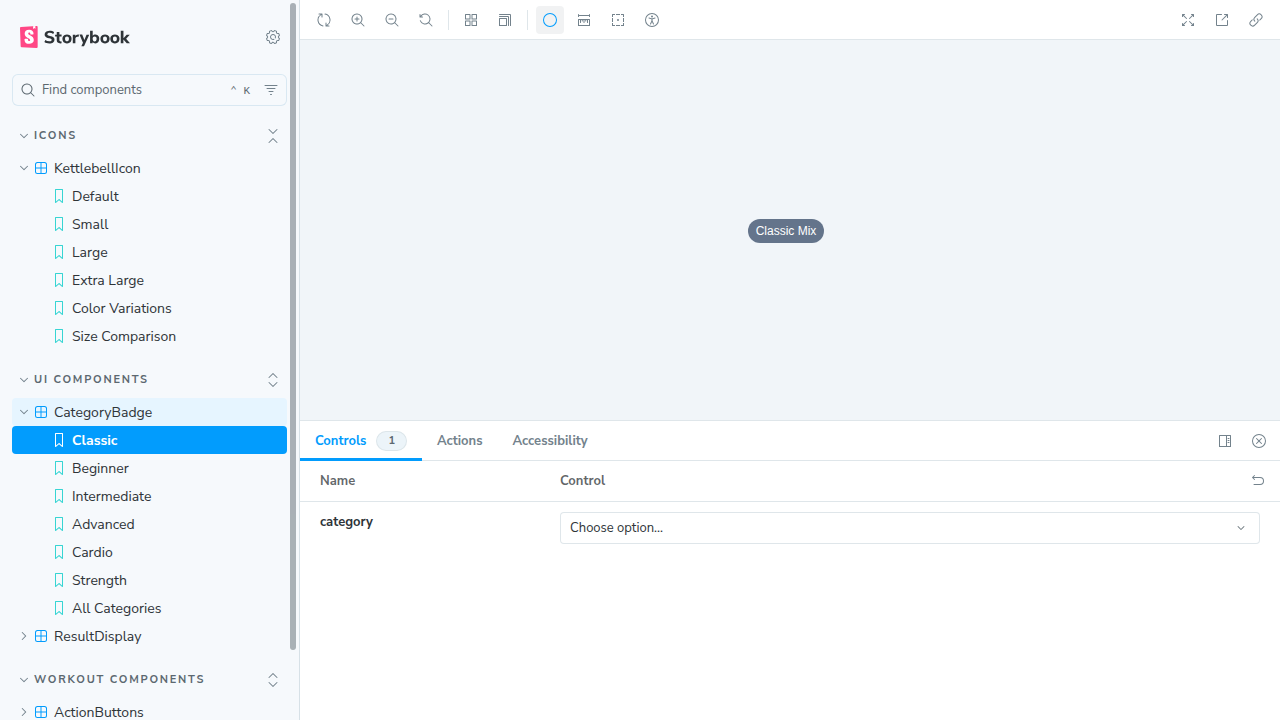 Storybook
Find components
^ K
ICONS
KettlebellIcon
Default
Small
Large
Extra Large
Color Variations
Size Comparison
UI COMPONENTS
CategoryBadge
Classic
Beginner
Intermediate
Advanced
Cardio
Strength
All Categories
ResultDisplay
WORKOUT COMPONENTS
ActionButtons
Classic Mix
Controls 1 Actions Accessibility
Name Control
category Choose option...